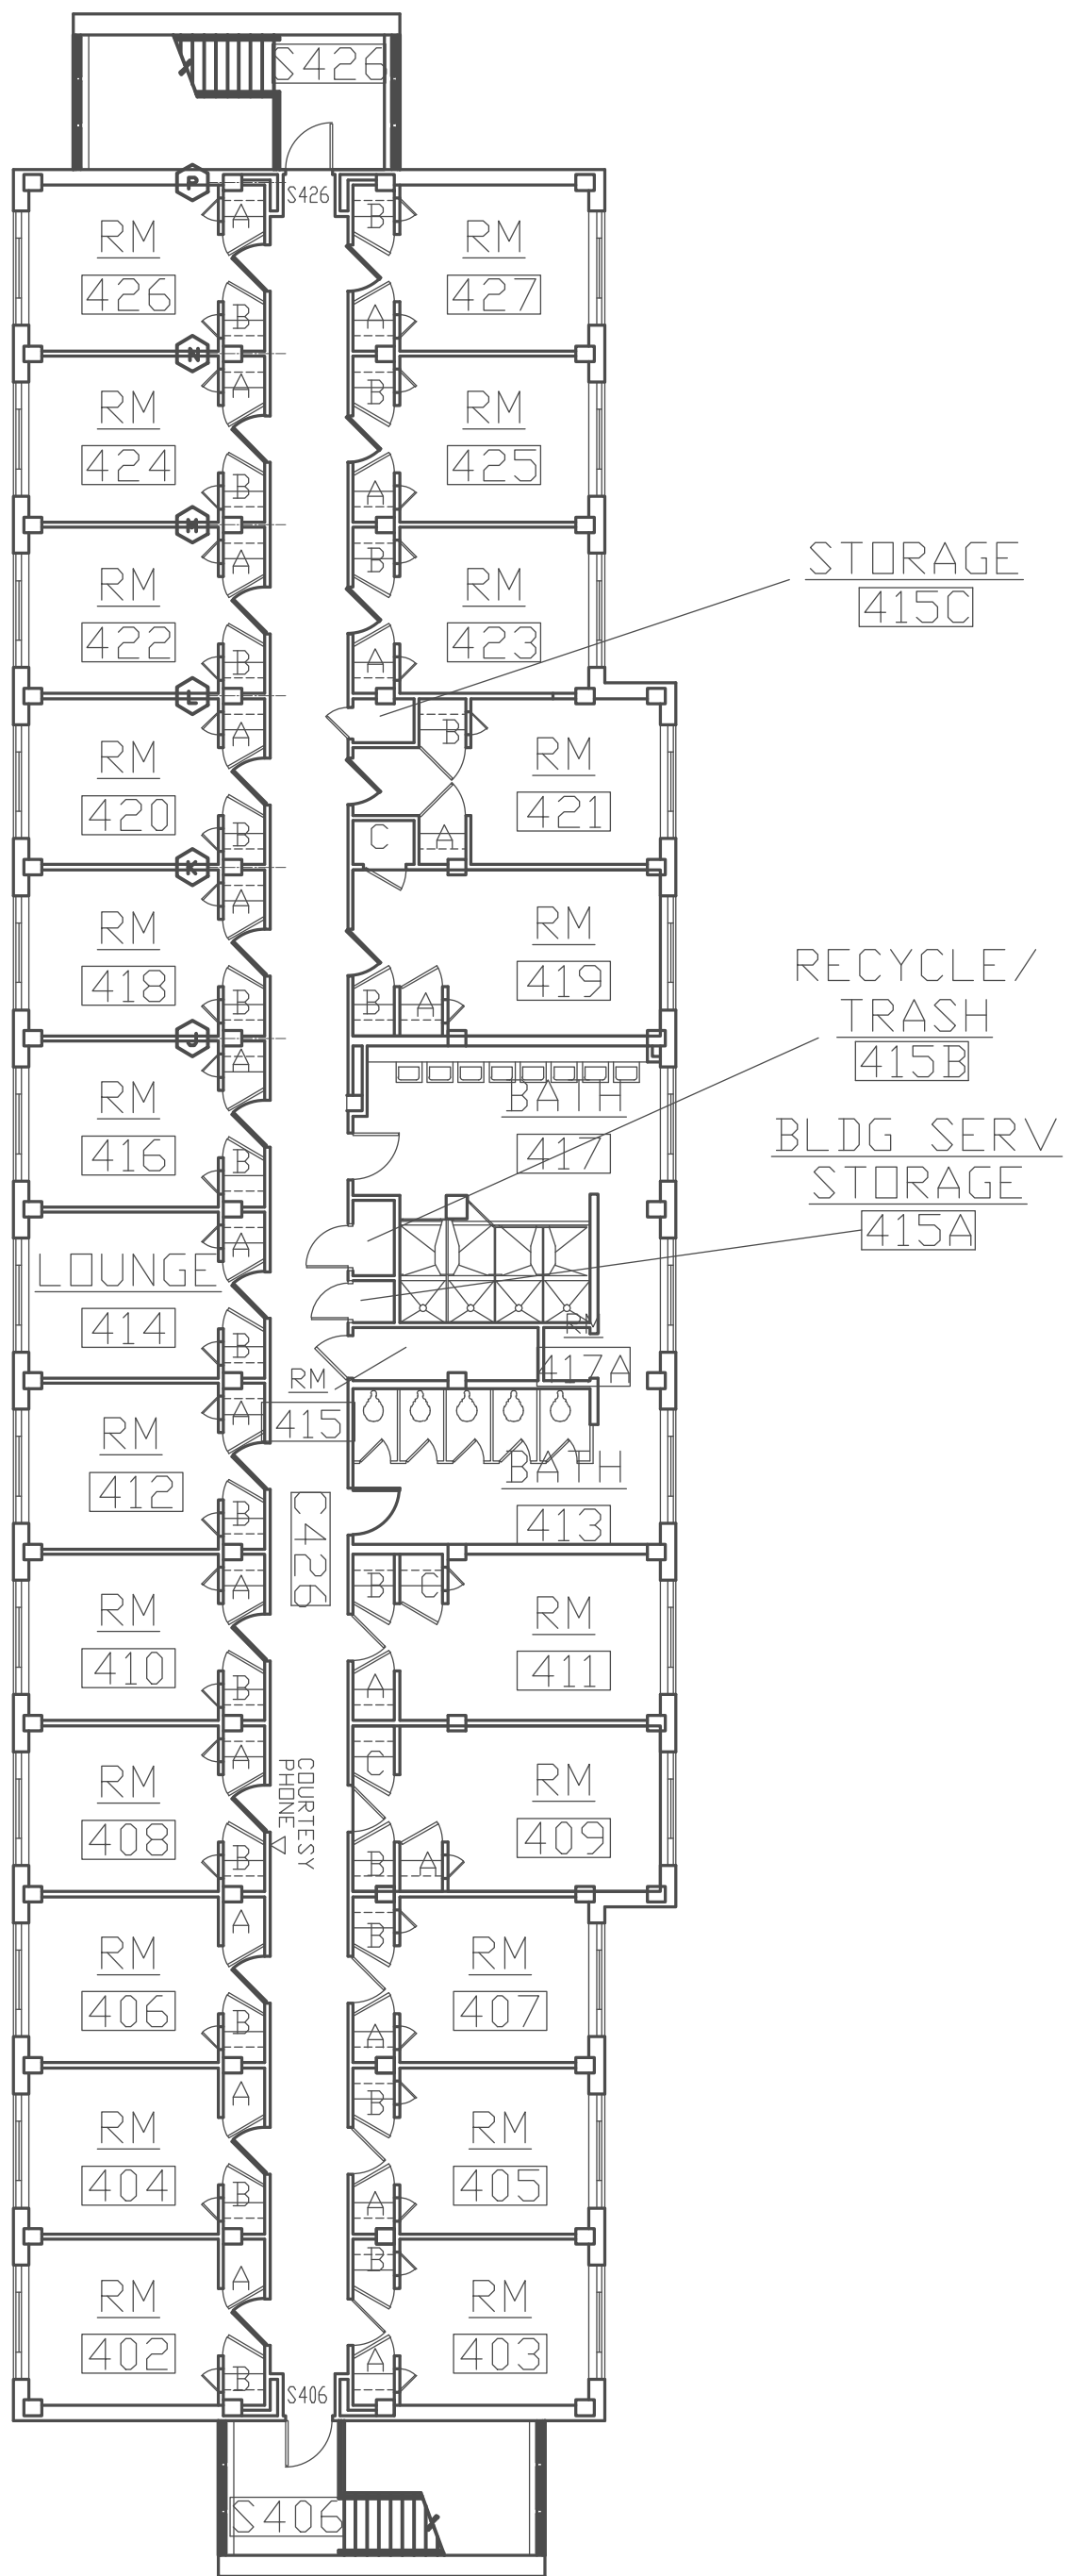 S426
P
S426
A
B
RM
426
RM
427
B
A
N
A
B
RM
424
RM
425
B
A
M
A
B
STORAGE
415C
RM
422
RM
423
B
A
L
A
B
RM
420
RM
421
B
C
A
K
A
RM
418
RM
419
B
B
A
RECYCLE/
TRASH
415B
J
A
RM
416
BATH
417
B
BLDG SERV
STORAGE
415A
A
LOUNGE
414
B
RM
417A
RM
415
A
RM
412
BATH
413
B
C426
A
B
C
RM
410
RM
411
B
A
A
C
RM
408
RM
409
COURTESY
PHONE
B
B
A
A
B
RM
406
RM
407
B
A
A
B
RM
404
RM
405
B
A
A
B
RM
402
RM
403
B
A
S406
S406